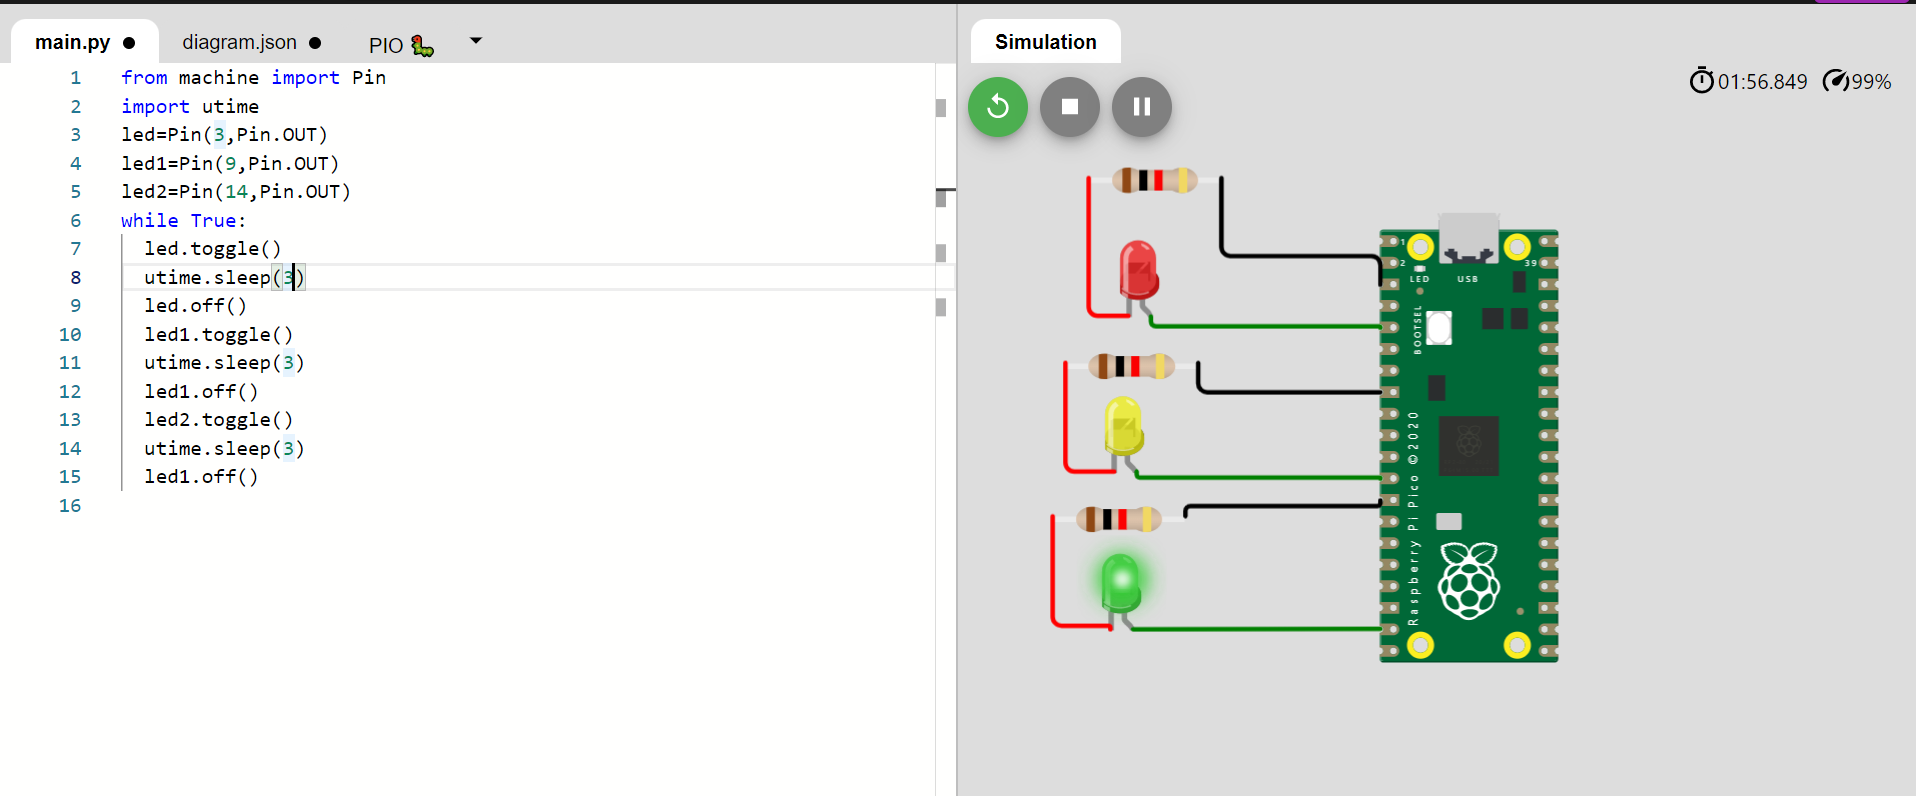 main.py ● diagram.json ● PIO
Simulation
01:56.849 99%
1 from machine import Pin
2 import utime
3 led=Pin(3,Pin.OUT)
4 led1=Pin(9,Pin.OUT)
5 led2=Pin(14,Pin.OUT)
6 while True:
7 led.toggle()
8 utime.sleep(3)
9 led.off()
10 led1.toggle()
11 utime.sleep(3)
12 led1.off()
13 led2.toggle()
14 utime.sleep(3)
15 led1.off()
16
1
2
39
LED USB
BOOTSEL
Raspberry Pi Pico ©2020